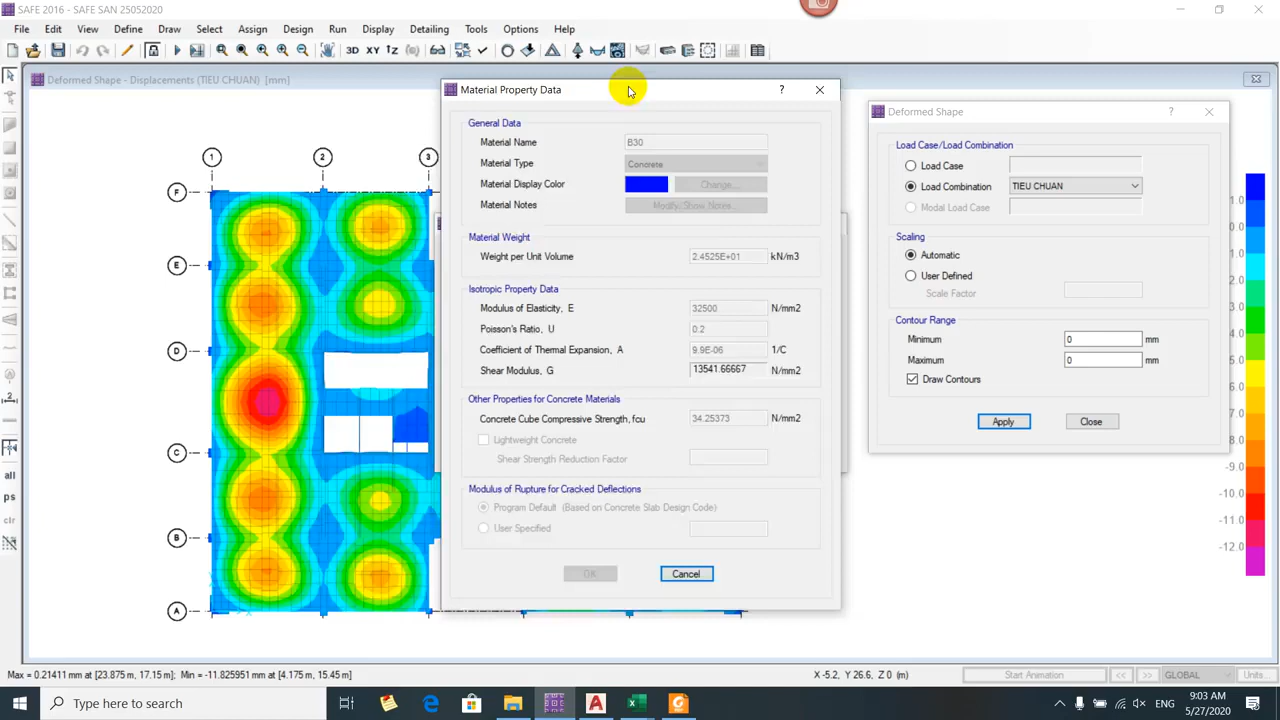 SAFE 2016 - SAFE SAN 25052020
File Edit View Define Draw Select Assign Design Run Display Detailing Tools Options Help
3D XY
Deformed Shape - Displacements (TIEU CHUAN) [mm]
1 2 3
F
E
D
C
B
A
Material Property Data ?
General Data
Material Name B30
Material Type Concrete
Material Display Color Change...
Material Notes Modify/Show Notes...
Material Weight
Weight per Unit Volume 2.4525E+01 kN/m3
Isotropic Property Data
Modulus of Elasticity, E 32500 N/mm2
Poisson's Ratio, U 0.2
Coefficient of Thermal Expansion, A 9.9E-06 1/C
Shear Modulus, G 13541.66667 N/mm2
Other Properties for Concrete Materials
Concrete Cube Compressive Strength, fcu 34.25373 N/mm2
Lightweight Concrete
Shear Strength Reduction Factor
Modulus of Rupture for Cracked Deflections
Program Default (Based on Concrete Slab Design Code)
User Specified
OK Cancel
Deformed Shape ?
Load Case/Load Combination
Load Case
Load Combination TIEU CHUAN
Modal Load Case
Scaling
Automatic
User Defined
Scale Factor
Contour Range
Minimum 0 mm
Maximum 0 mm
Draw Contours
Apply Close
1.0
0.0
-1.0
-2.0
-3.0
-4.0
-5.0
-6.0
-7.0
-8.0
-9.0
-10.0
-11.0
-12.0
all
ps
clr
Max = 0.21411 mm at [23.875 m, 17.15 m]; Min = -11.825951 mm at [4.175 m, 15.45 m]
X -5.2, Y 26.6, Z 0 (m)
Start Animation << >> GLOBAL Units...
Type here to search
ENG
9:03 AM
5/27/2020